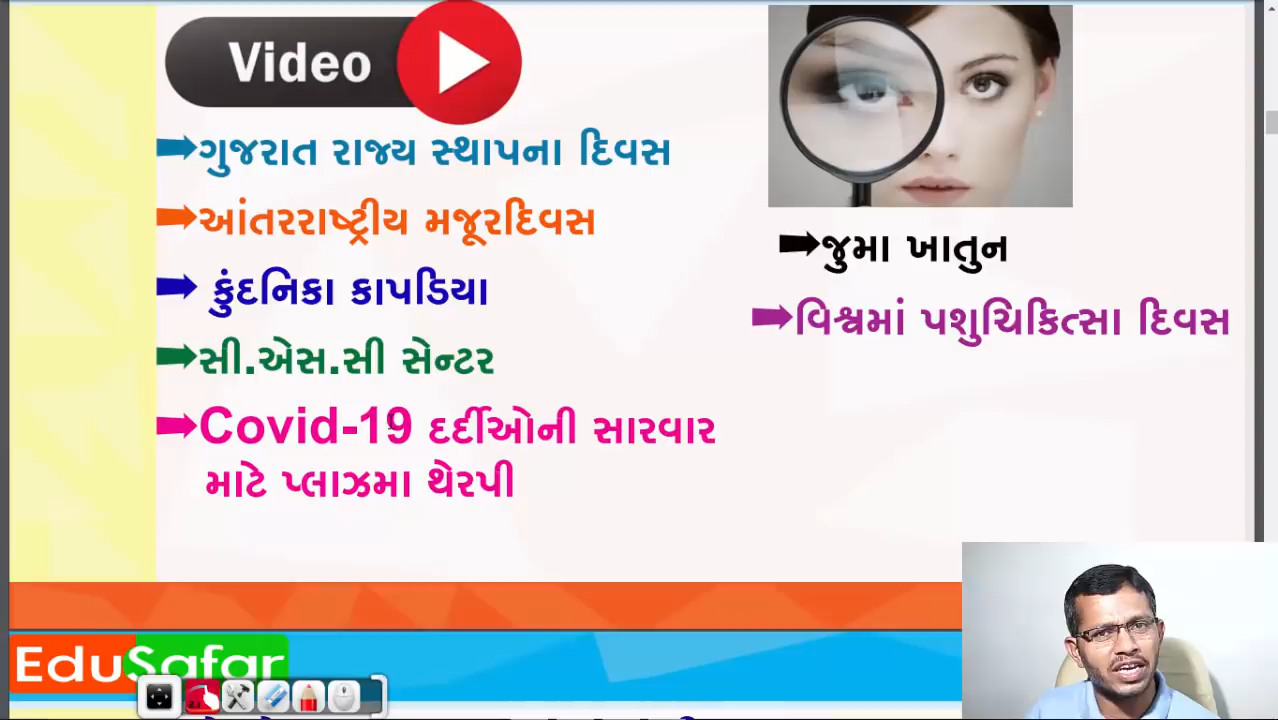 Video
ગુજરાત રાજ્ય સ્થાપના દિવસ
આંતરરાષ્ટ્રીય મજૂરદિવસ
કુંદનિકા કાપડિયા
સી.એસ.સી સેન્ટર
Covid-19 દર્દીઓની સારવાર
માટે પ્લાઝમા થેરપી
જુમા ખાતુન
વિશ્વમાં પશુચિકિત્સા દિવસ
EduSafar